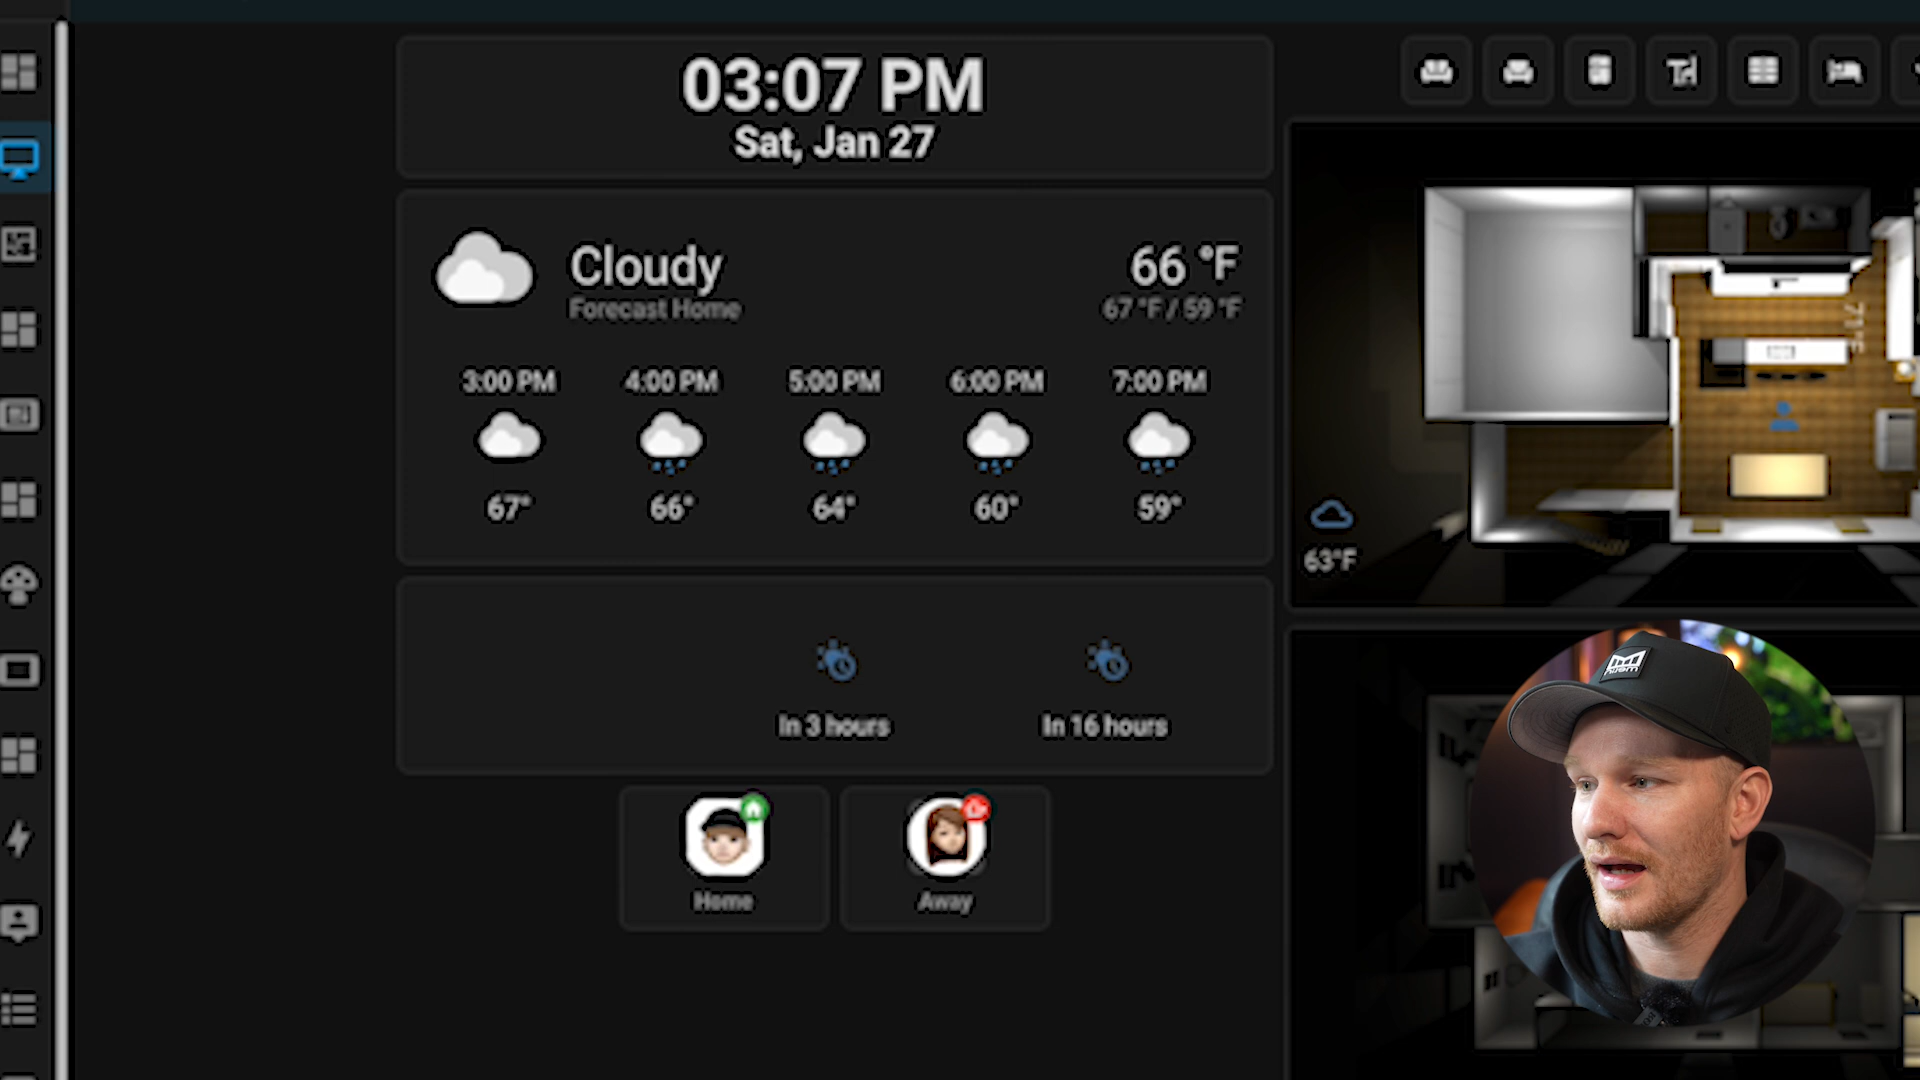 03:07 PM
Sat, Jan 27
Cloudy
Forecast Home
66 °F
67 °F / 59 °F
3:00 PM 4:00 PM 5:00 PM 6:00 PM 7:00 PM
67° 66° 64° 60° 59°
In 3 hours
In 16 hours
Home
Away
71°F
63°F
melin